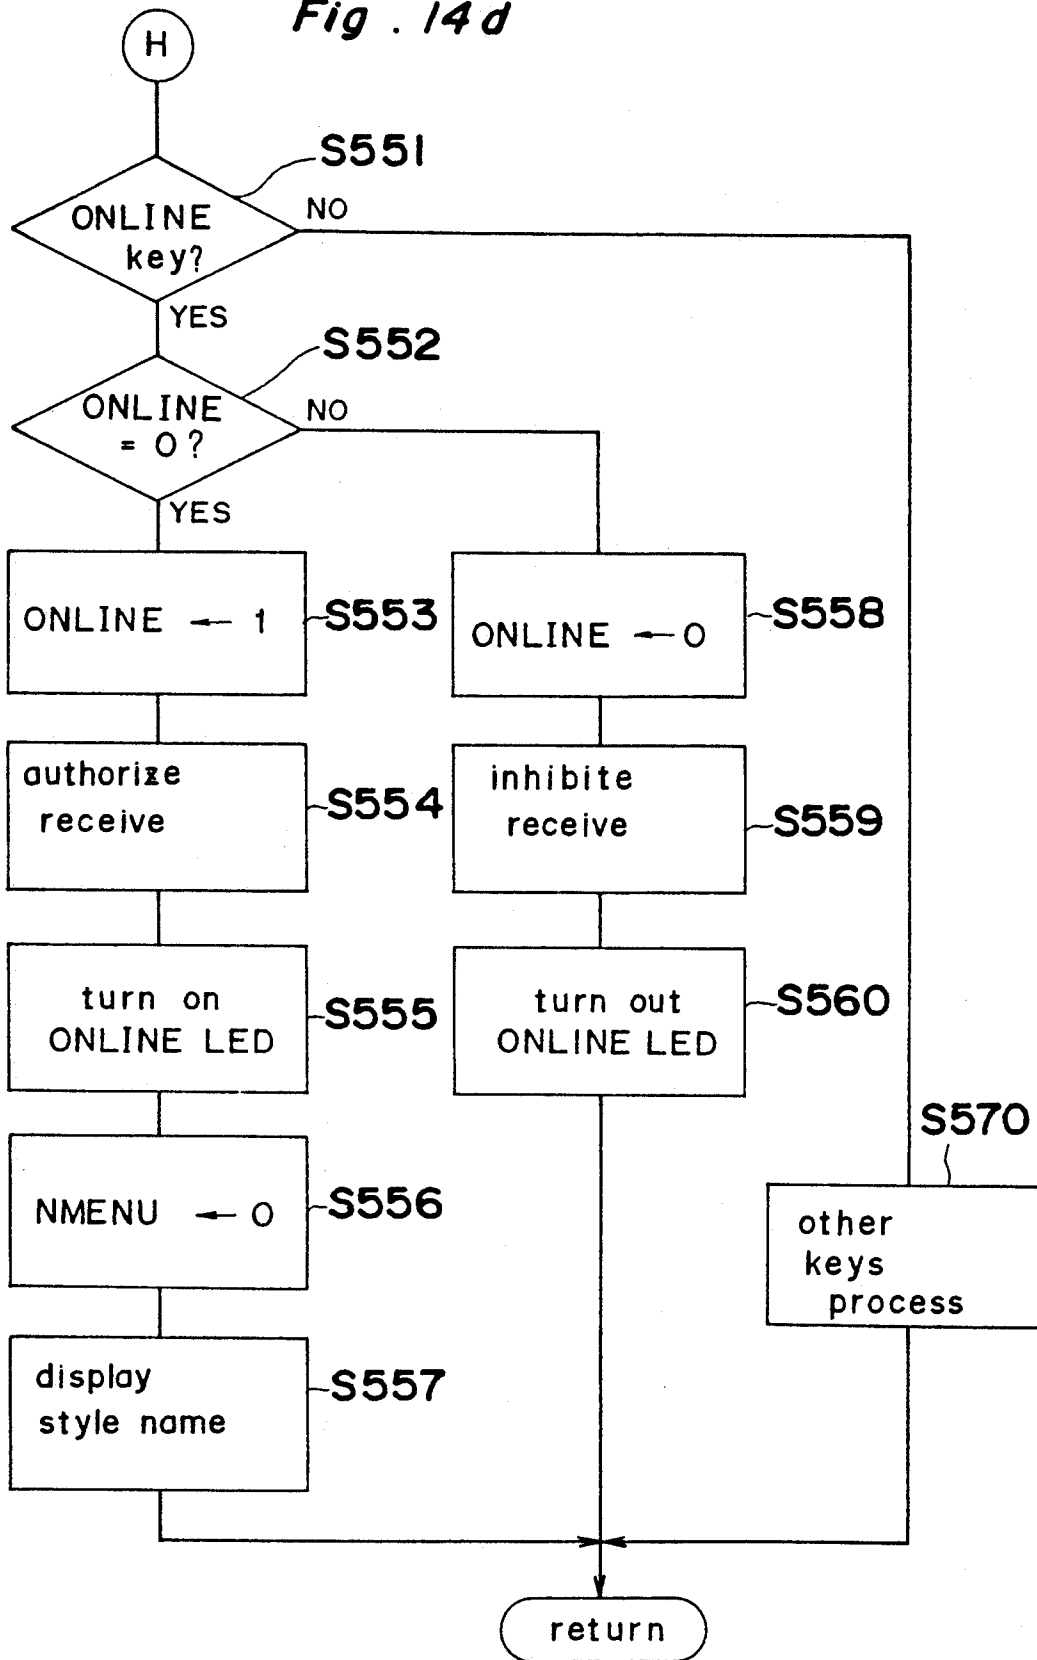 Fig. 14d
H
S551
ONLINE
key?
NO
YES
S552
ONLINE
= 0?
NO
YES
ONLINE ← 1
S553
ONLINE ← 0
S558
authorize
receive
S554
inhibite
receive
S559
turn on
ONLINE LED
S555
turn out
ONLINE LED
S560
NMENU ← 0
S556
S570
other
keys
process
display
style name
S557
return